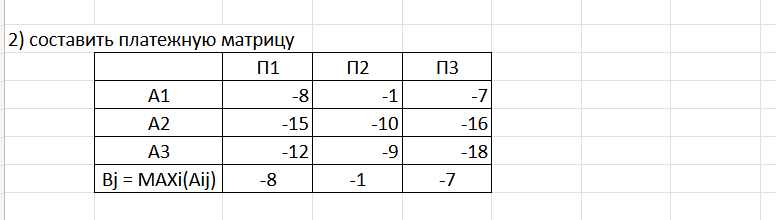 2) составить платежную матрицу
П1 П2 П3
А1 -8 -1 -7
А2 -15 -10 -16
А3 -12 -9 -18
Bj = MAXi(Aij) -8 -1 -7